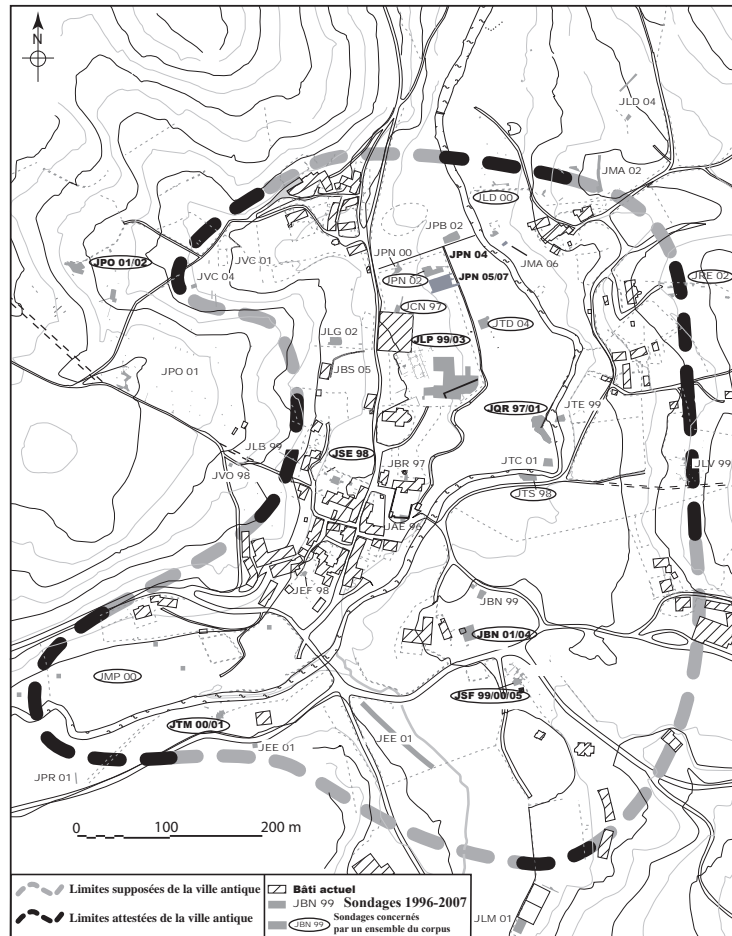 N
JLD 04
JMA 02
JLD 00
JPB 02
JPN 00
JPN 04
JMA 06
JPO 01/02
JVC 01
JVC 04
JPN 02
JPN 05/07
JRE 02
JCN 97
JTD 04
JLG 02
JLP 99/03
JBS 05
JPO 01
JQR 97/01
JTE 99
JLB 99
JSE 98
JVO 98
JBR 97
JTC 01
JLV 99
JTS 98
JAE 96
JEF 98
JBN 99
JBN 01/04
JMP 00
JSF 99/00/05
JTM 00/01
JEE 01
JEE 01
JPR 01
0 100 200 m
Limites supposées de la ville antique
Limites attestées de la ville antique
Bâti actuel
JBN 99 Sondages 1996-2007
JBN 99 Sondages concernés
par un ensemble du corpus
JLM 01